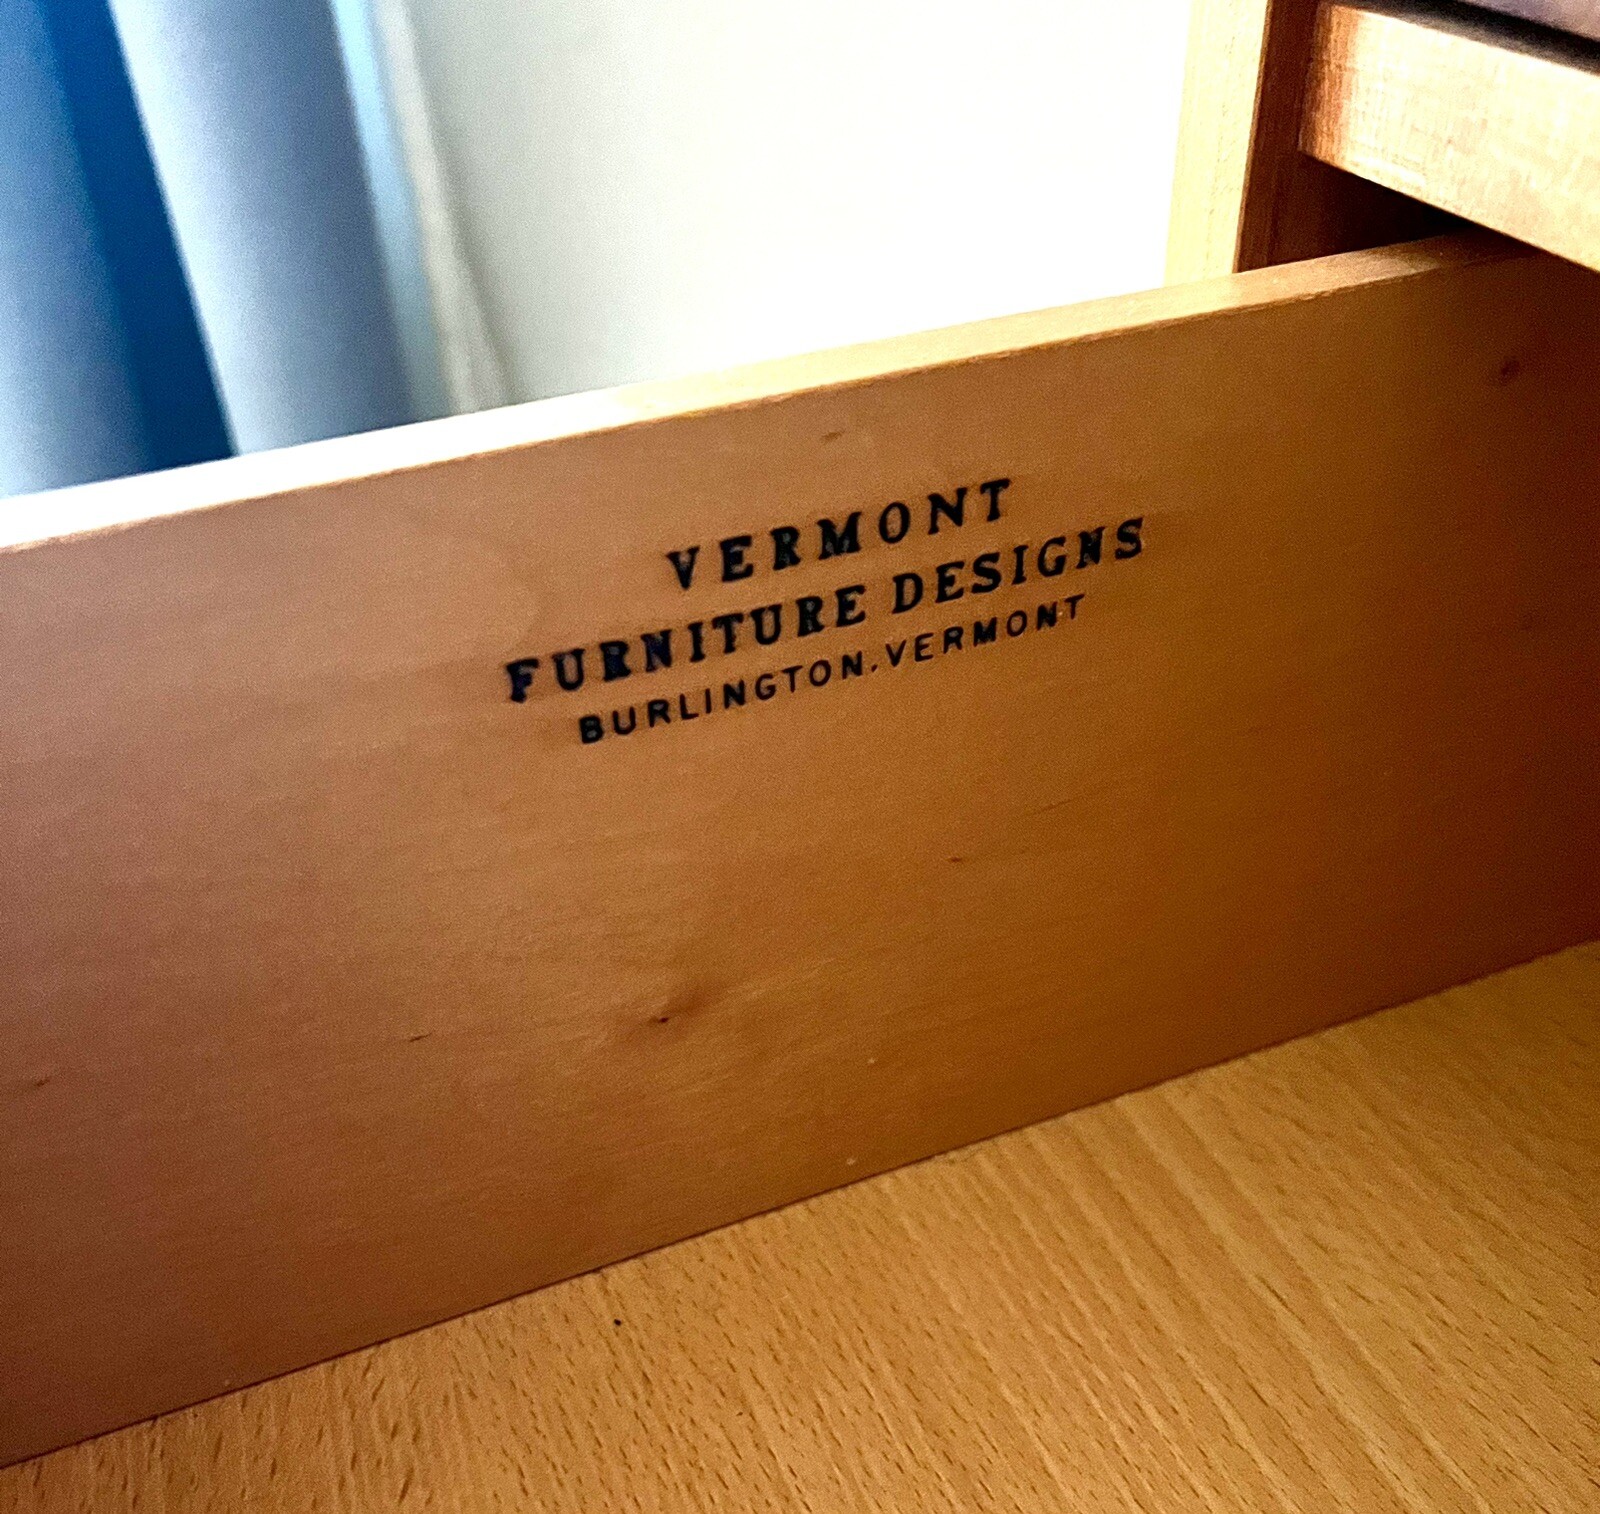 VERMONT
FURNITURE DESIGNS
BURLINGTON, VERMONT